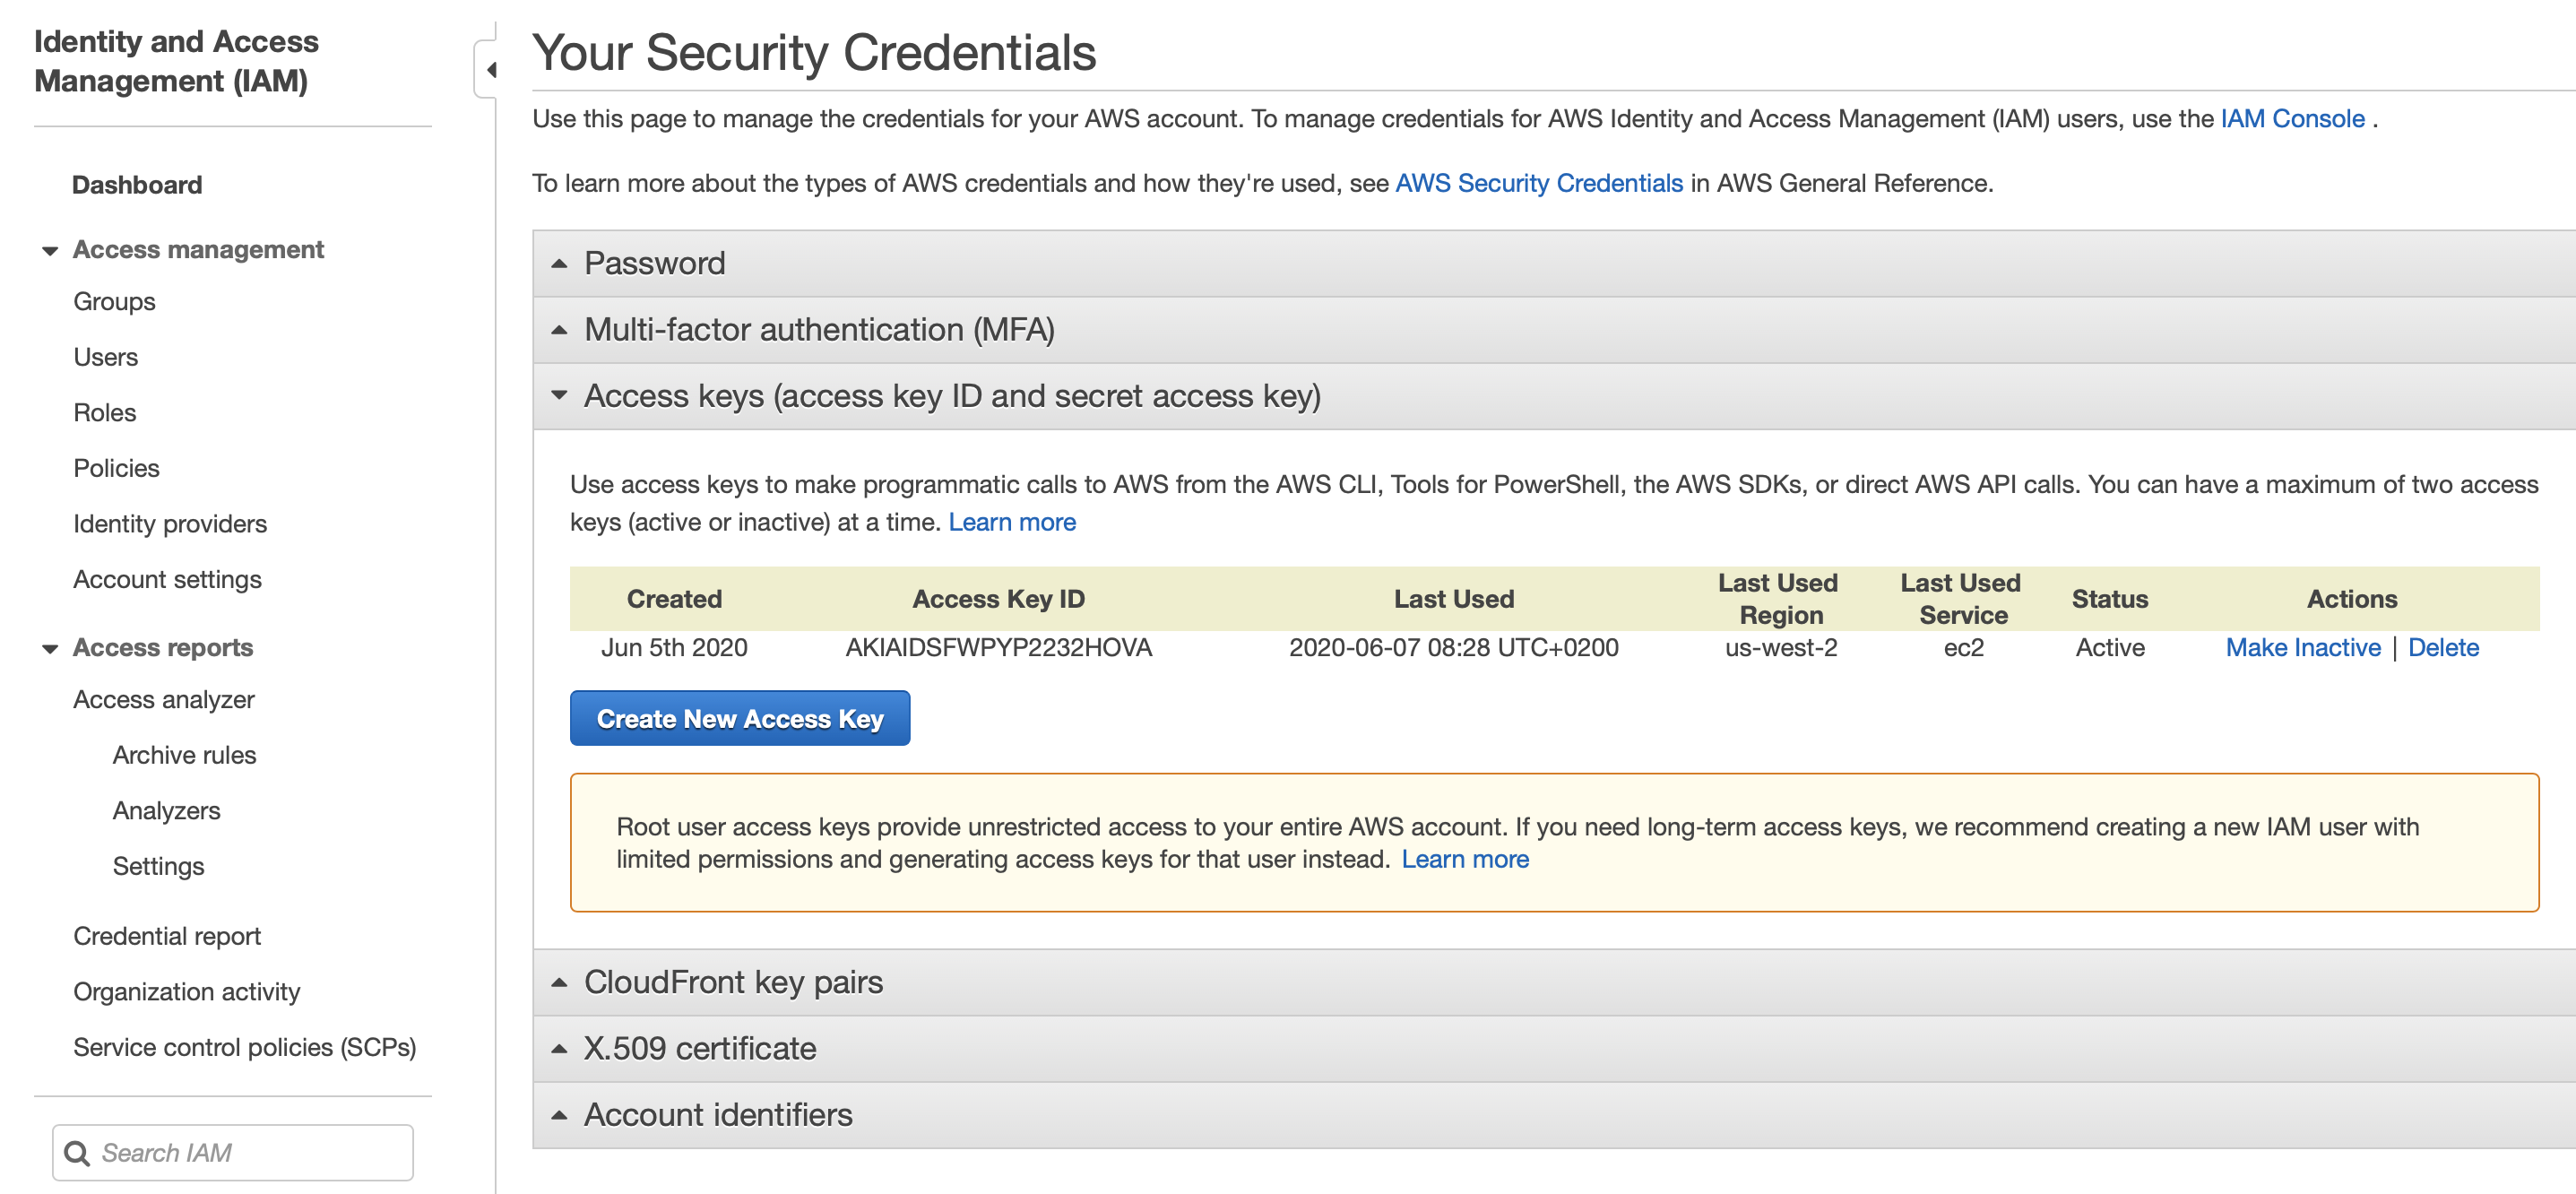 Identity and Access
Management (IAM)
Dashboard
Access management
Groups
Users
Roles
Policies
Identity providers
Account settings
Access reports
Access analyzer
Archive rules
Analyzers
Settings
Credential report
Organization activity
Service control policies (SCPs)
Search IAM
Your Security Credentials
Use this page to manage the credentials for your AWS account. To manage credentials for AWS Identity and Access Management (IAM) users, use the IAM Console .
To learn more about the types of AWS credentials and how they're used, see AWS Security Credentials in AWS General Reference.
Password
Multi-factor authentication (MFA)
Access keys (access key ID and secret access key)
Use access keys to make programmatic calls to AWS from the AWS CLI, Tools for PowerShell, the AWS SDKs, or direct AWS API calls. You can have a maximum of two access
keys (active or inactive) at a time. Learn more
Created Access Key ID Last Used Last Used Region Last Used Service Status Actions
Jun 5th 2020 AKIAIDSFWPYP2232HOVA 2020-06-07 08:28 UTC+0200 us-west-2 ec2 Active Make Inactive | Delete
Create New Access Key
Root user access keys provide unrestricted access to your entire AWS account. If you need long-term access keys, we recommend creating a new IAM user with
limited permissions and generating access keys for that user instead. Learn more
CloudFront key pairs
X.509 certificate
Account identifiers